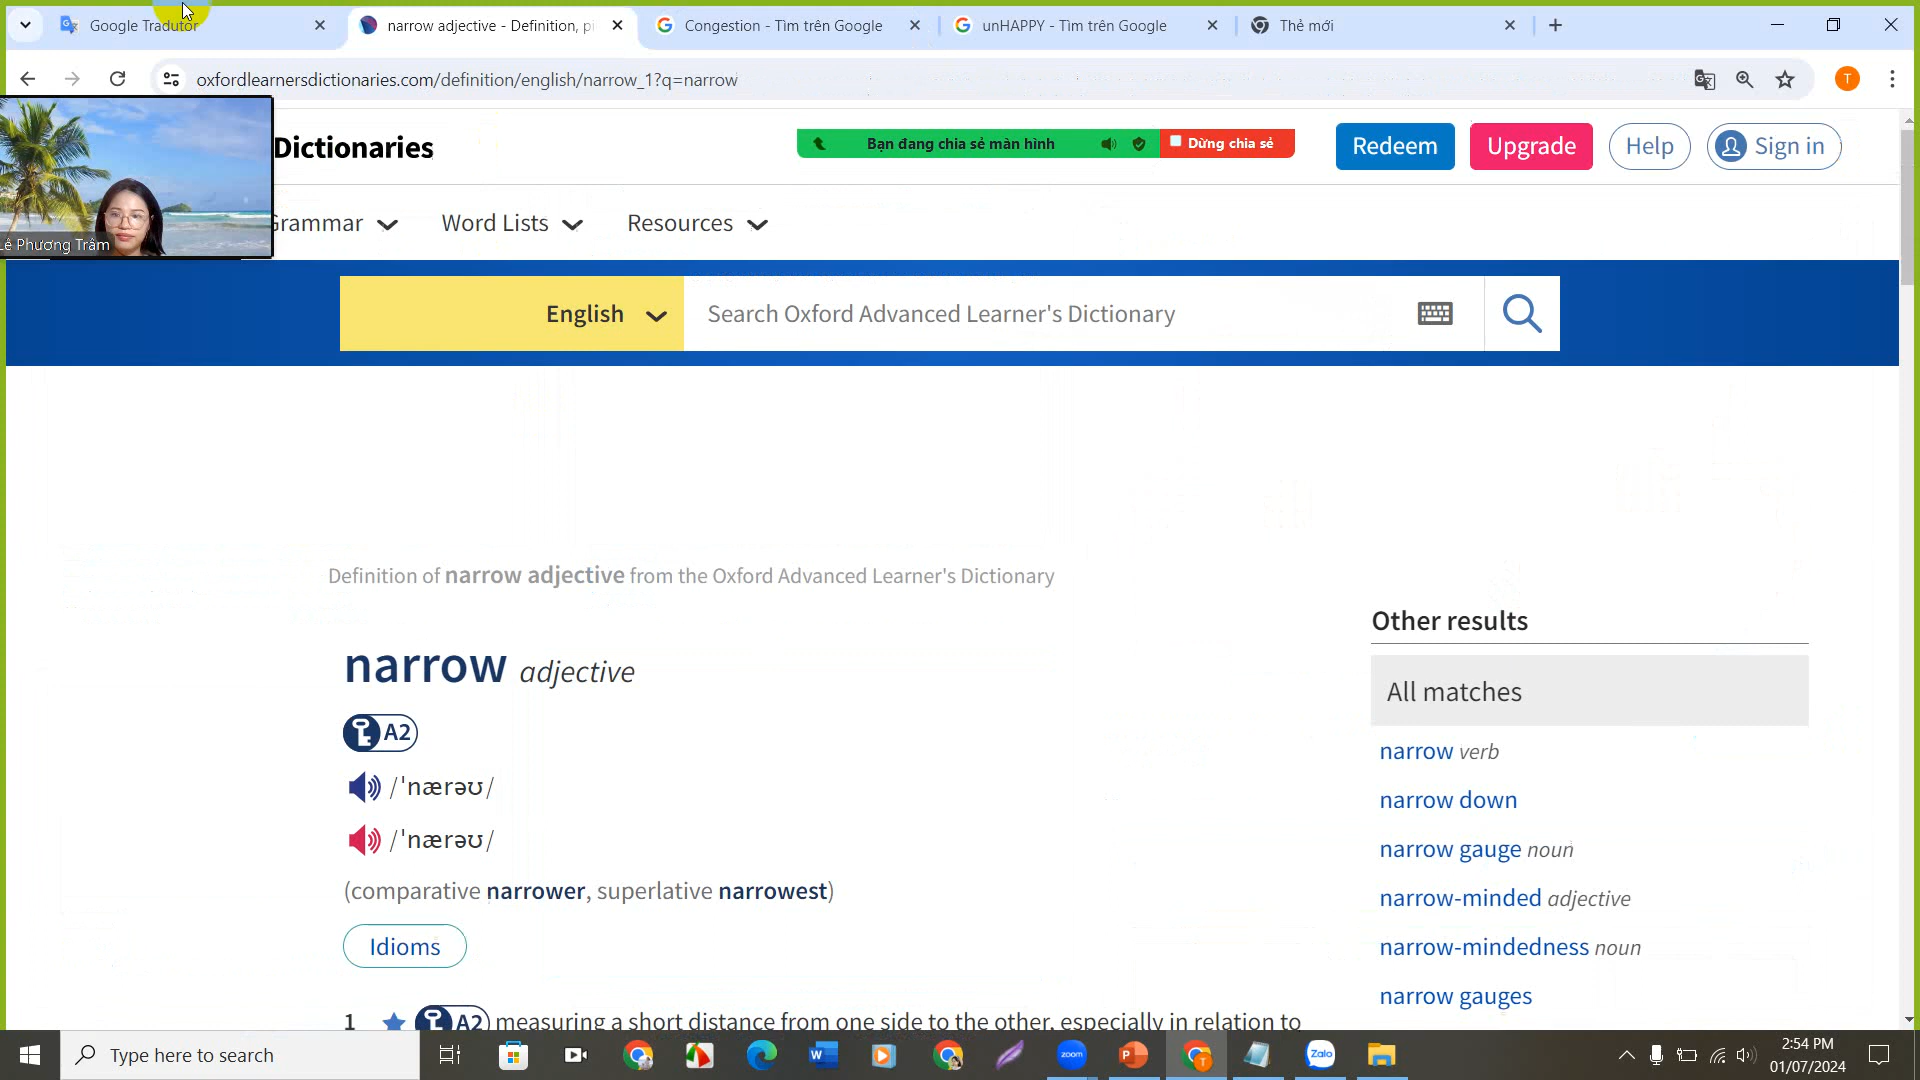 Google Tradutor
narrow adjective - Definition, pi
Congestion - Tìm trên Google
unHAPPY - Tìm trên Google
Thẻ mới
oxfordlearnersdictionaries.com/definition/english/narrow_1?q=narrow
T
Lê Phương Trâm
Dictionaries
Bạn đang chia sẻ màn hình
Dừng chia sẻ
Redeem
Upgrade
Help
Sign in
Grammar
Word Lists
Resources
English
Search Oxford Advanced Learner's Dictionary
Definition of narrow adjective from the Oxford Advanced Learner's Dictionary
narrow adjective
A2
/ˈnærəʊ/
/ˈnærəʊ/
(comparative narrower, superlative narrowest)
Idioms
1 A2 measuring a short distance from one side to the other, especially in relation to
Other results
All matches
narrow verb
narrow down
narrow gauge noun
narrow-minded adjective
narrow-mindedness noun
narrow gauges
Type here to search
zoom
Zalo
2:54 PM
01/07/2024